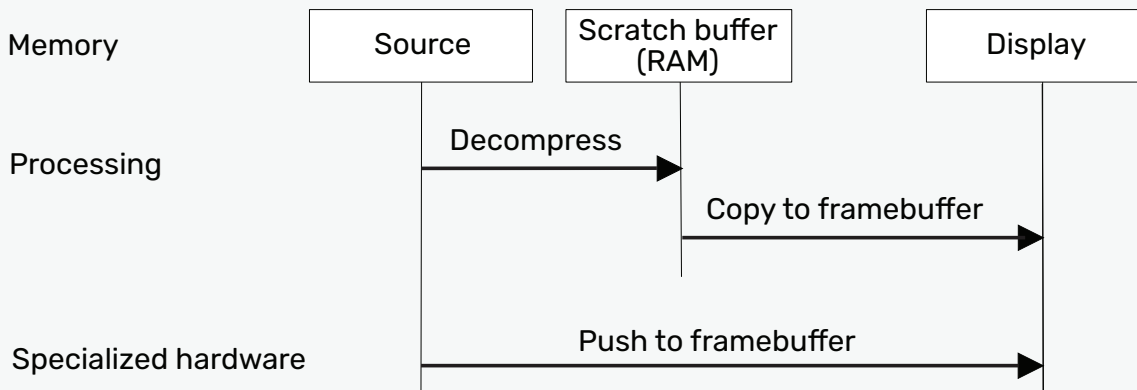 Memory
Source
Scratch buffer
(RAM)
Display
Decompress
Processing
Copy to framebuffer
Push to framebuffer
Specialized hardware